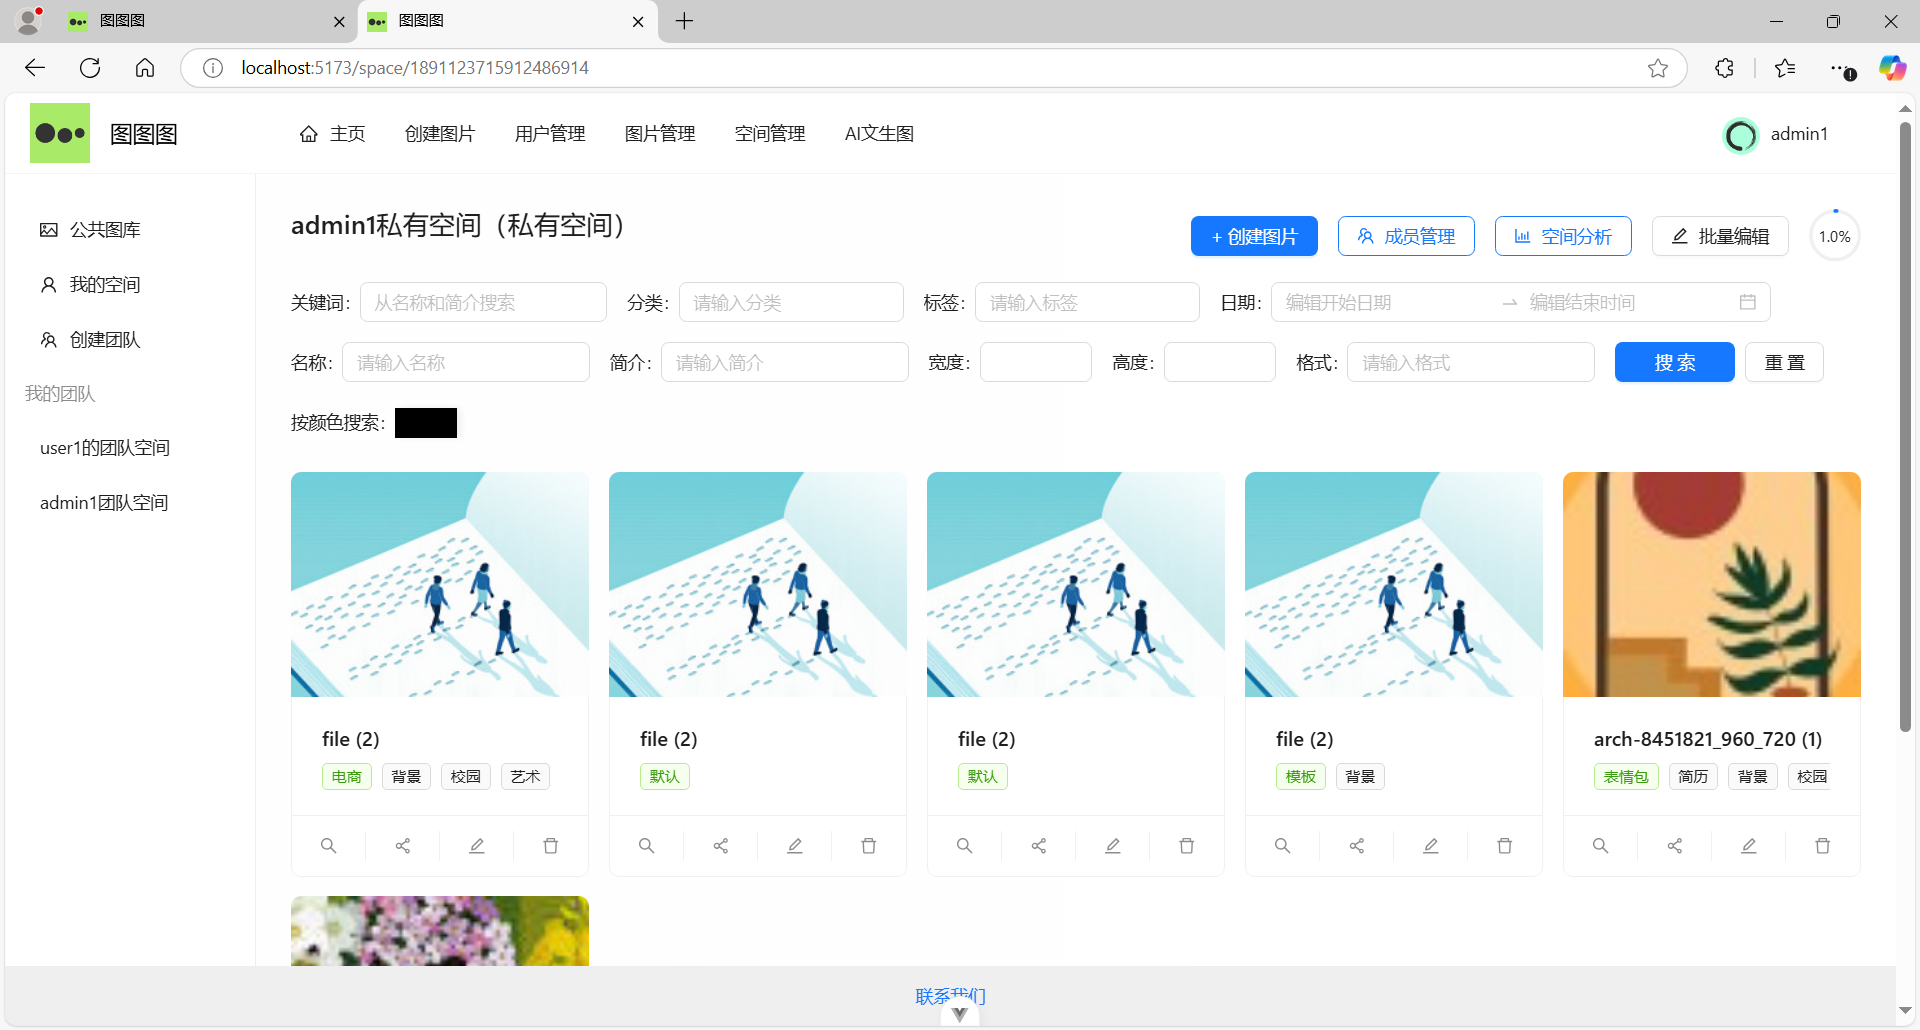 图图图
图图图
localhost:5173/space/1891123715912486914
图图图
主页
创建图片
用户管理
图片管理
空间管理
AI文生图
admin1
公共图库
我的空间
创建团队
我的团队
user1的团队空间
admin1团队空间
admin1私有空间（私有空间）
+ 创建图片
成员管理
空间分析
批量编辑
1.0%
关键词: 从名称和简介搜索
分类: 请输入分类
标签: 请输入标签
日期: 编辑开始日期 → 编辑结束时间
名称: 请输入名称
简介: 请输入简介
宽度:
高度:
格式: 请输入格式
搜 索
重 置
按颜色搜索:
file (2)
电商 背景 校园 艺术
file (2)
默认
file (2)
默认
file (2)
模板 背景
arch-8451821_960_720 (1)
表情包 简历 背景 校园
联系我们